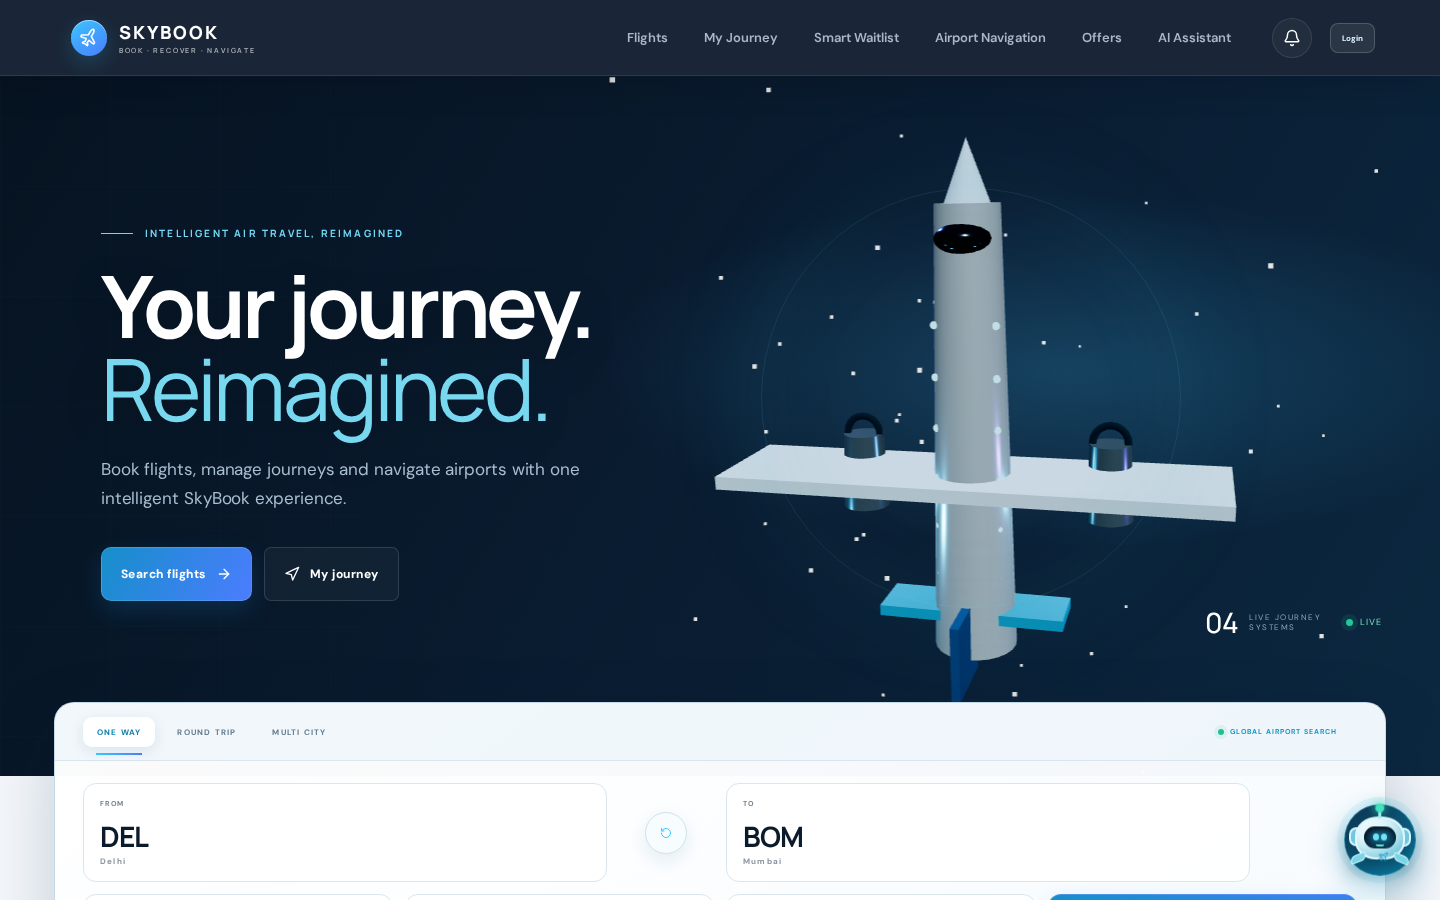 SKYBOOK
BOOK · RECOVER · NAVIGATE
Flights
My Journey
Smart Waitlist
Airport Navigation
Offers
AI Assistant
Login
INTELLIGENT AIR TRAVEL, REIMAGINED
Your journey.
Reimagined.
Book flights, manage journeys and navigate airports with one
intelligent SkyBook experience.
Search flights
My journey
04
LIVE JOURNEY
SYSTEMS
LIVE
ONE WAY
ROUND TRIP
MULTI CITY
GLOBAL AIRPORT SEARCH
FROM
DEL
Delhi
TO
BOM
Mumbai